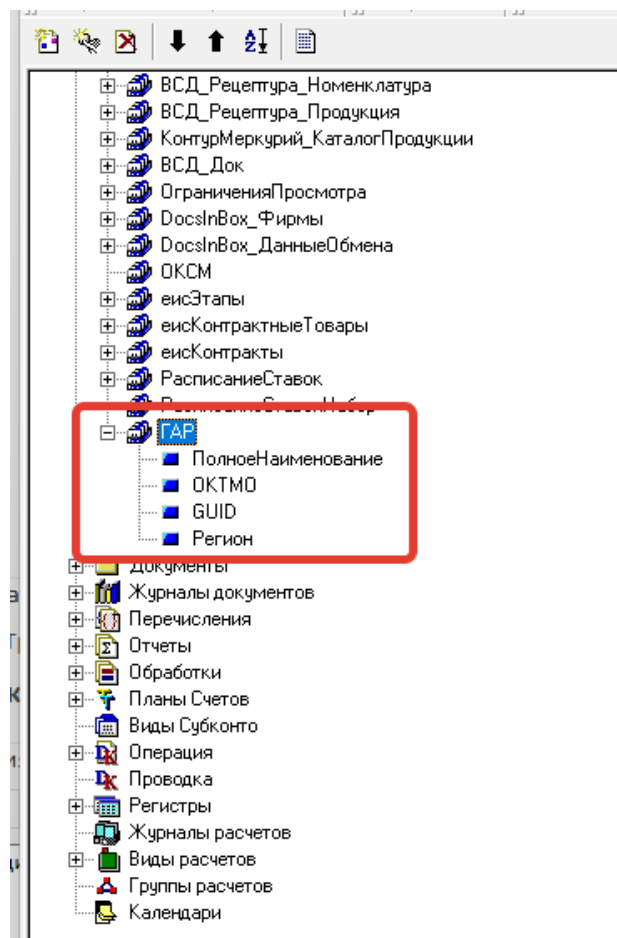 ВСД_Рецептура_Номенклатура
ВСД_Рецептура_Продукция
КонтурМеркурий_КаталогПродукции
ВСД_Док
ОграниченияПросмотра
DocsInBox_Фирмы
DocsInBox_ДанныеОбмена
ОКСМ
еисЭтапы
еисКонтрактныеТовары
еисКонтракты
РасписаниеСтавок
РасписаниеСтавокНабор
ГАР
ПолноеНаименование
ОКТМО
GUID
Регион
Документы
Журналы документов
Перечисления
Отчеты
Обработки
Планы Счетов
Виды Субконто
Операция
Проводка
Регистры
Журналы расчетов
Виды расчетов
Группы расчетов
Календари